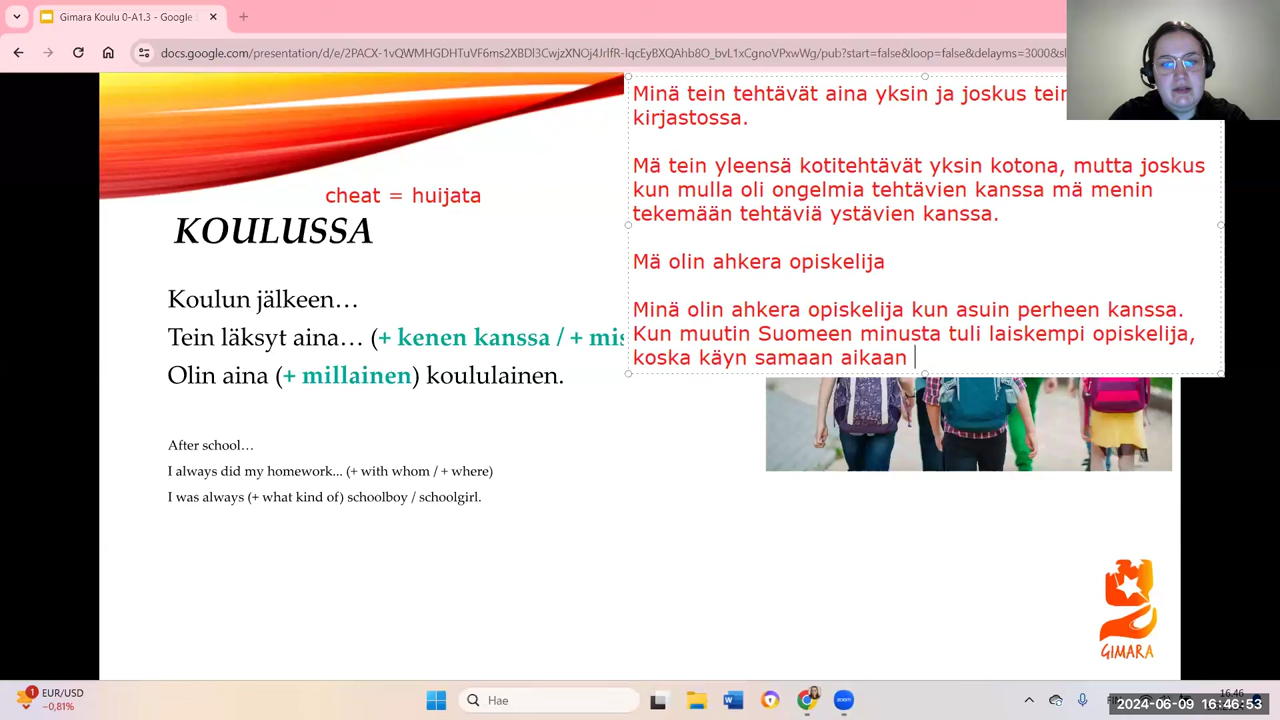 Gimara Koulu 0-A1.3 - Google S
docs.google.com/presentation/d/e/2PACX-1vQWMHGDHTuVF6ms2XBDl3CwjzXNOj4JrlfR-lqcEyBXQAhb8O_bvL1xCgnoVPxwWg/pub?start=false&loop=false&delayms=3000&sl
Minä tein tehtävät aina yksin ja joskus tein
kirjastossa.
Mä tein yleensä kotitehtävät yksin kotona, mutta joskus
kun mulla oli ongelmia tehtävien kanssa mä menin
tekemään tehtäviä ystävien kanssa.
Mä olin ahkera opiskelija
Minä olin ahkera opiskelija kun asuin perheen kanssa.
Kun muutin Suomeen minusta tuli laiskempi opiskelija,
koska käyn samaan aikaan
cheat = huijata
KOULUSSA
Koulun jälkeen…
Tein läksyt aina… (+ kenen kanssa / + mis
Olin aina (+ millainen) koululainen.
After school…
I always did my homework... (+ with whom / + where)
I was always (+ what kind of) schoolboy / schoolgirl.
GIMARA
1
EUR/USD
-0,81%
Hae
zoom
16.46
2024-06-09 16:46:53